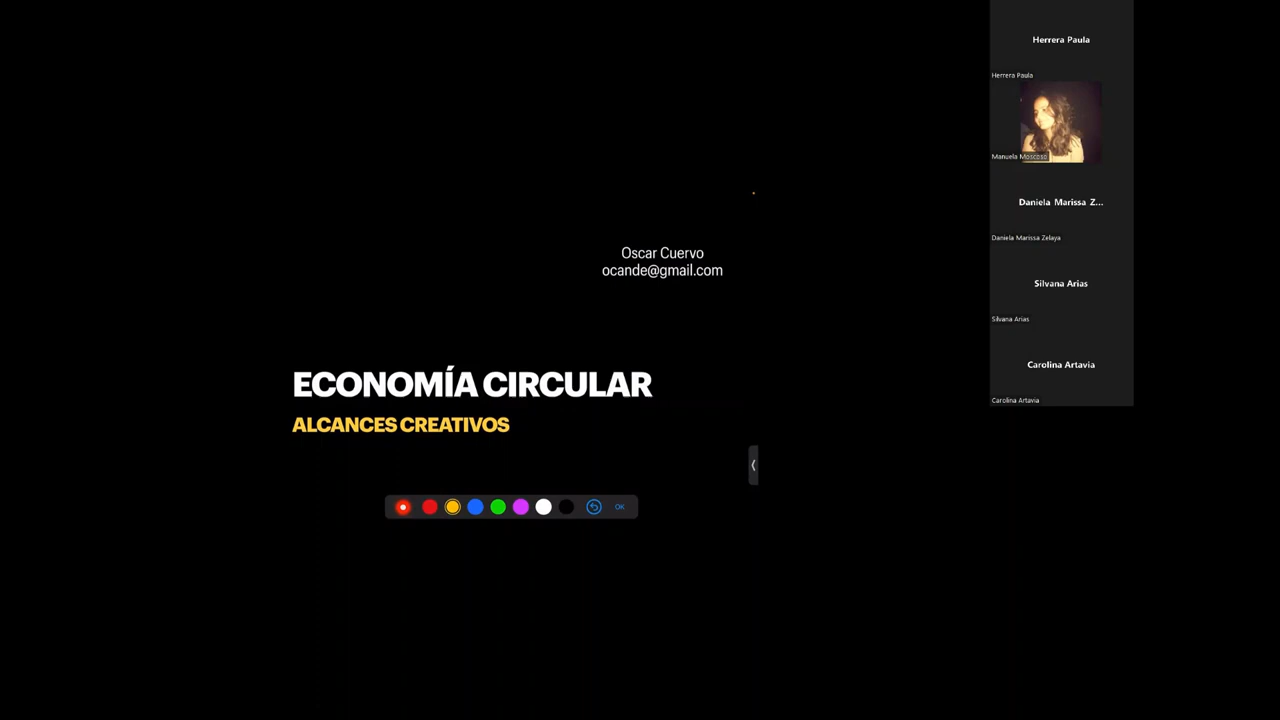 Oscar Cuervo
ocande@gmail.com
ECONOMÍA CIRCULAR
ALCANCES CREATIVOS
OK
Herrera Paula
Herrera Paula
Manuela Moscoso
Daniela Marissa Z...
Daniela Marissa Zelaya
Silvana Arias
Silvana Arias
Carolina Artavia
Carolina Artavia